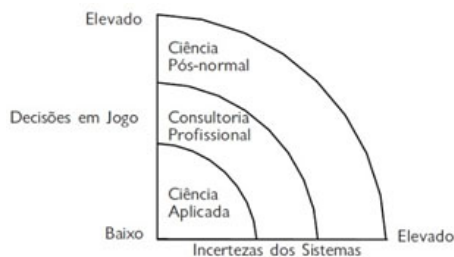 Elevado
Ciência
Pós-normal
Decisões em Jogo
Consultoria
Profissional
Ciência
Aplicada
Baixo
Elevado
Incertezas dos Sistemas